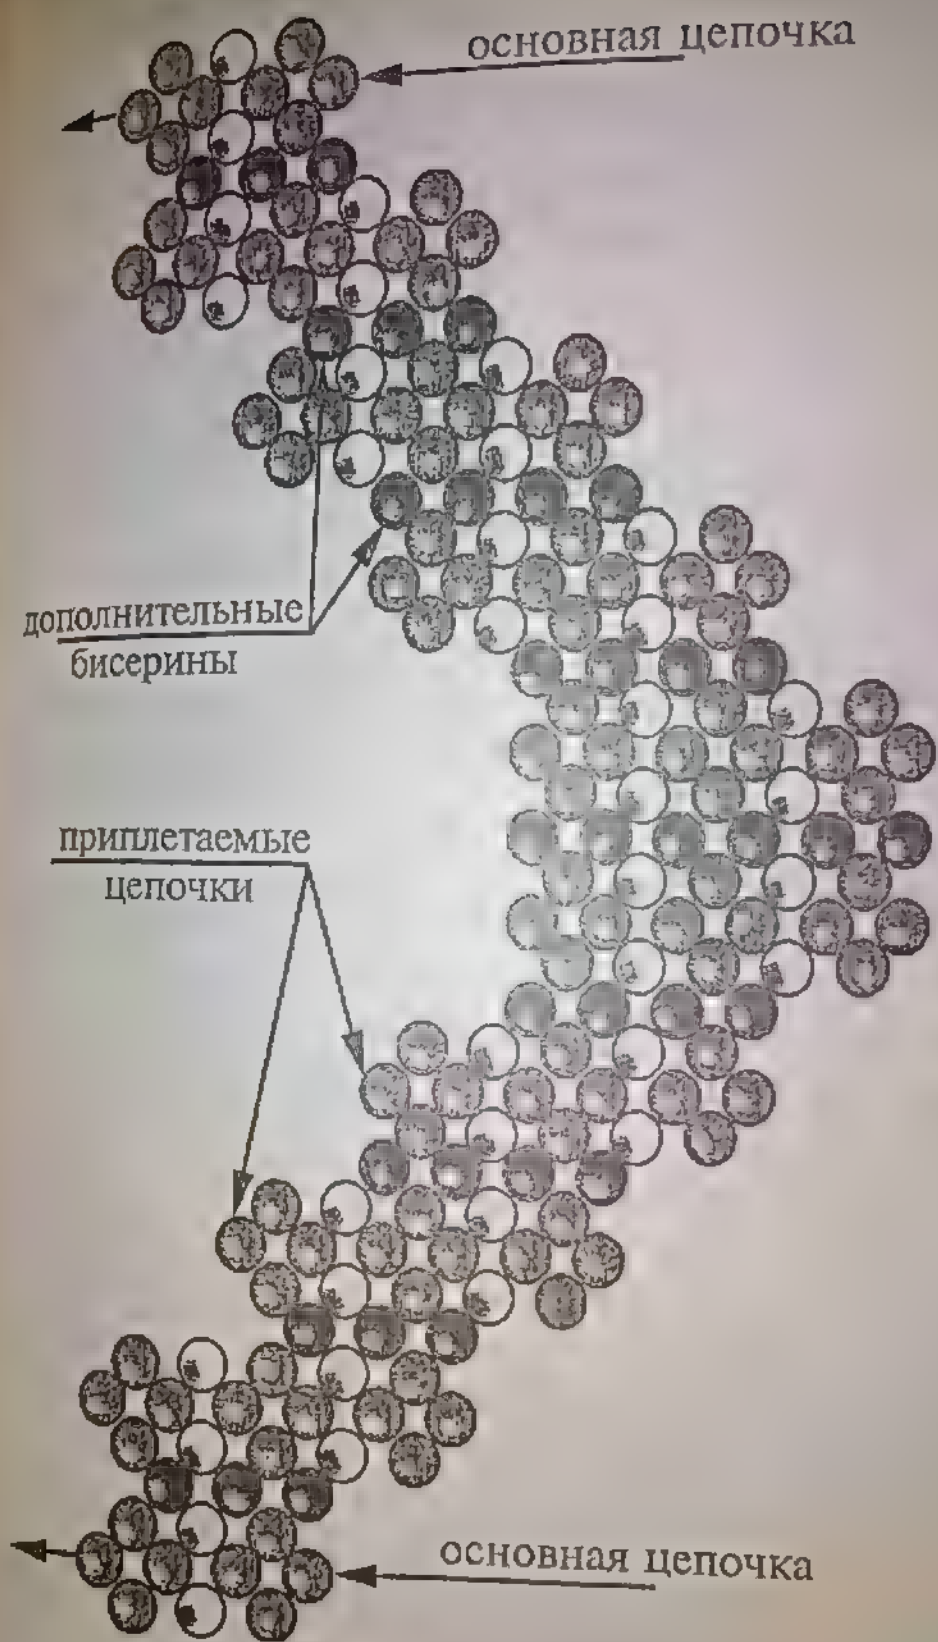 основная цепочка
дополнительные
бисерины
приплетаемые
цепочки
основная цепочка